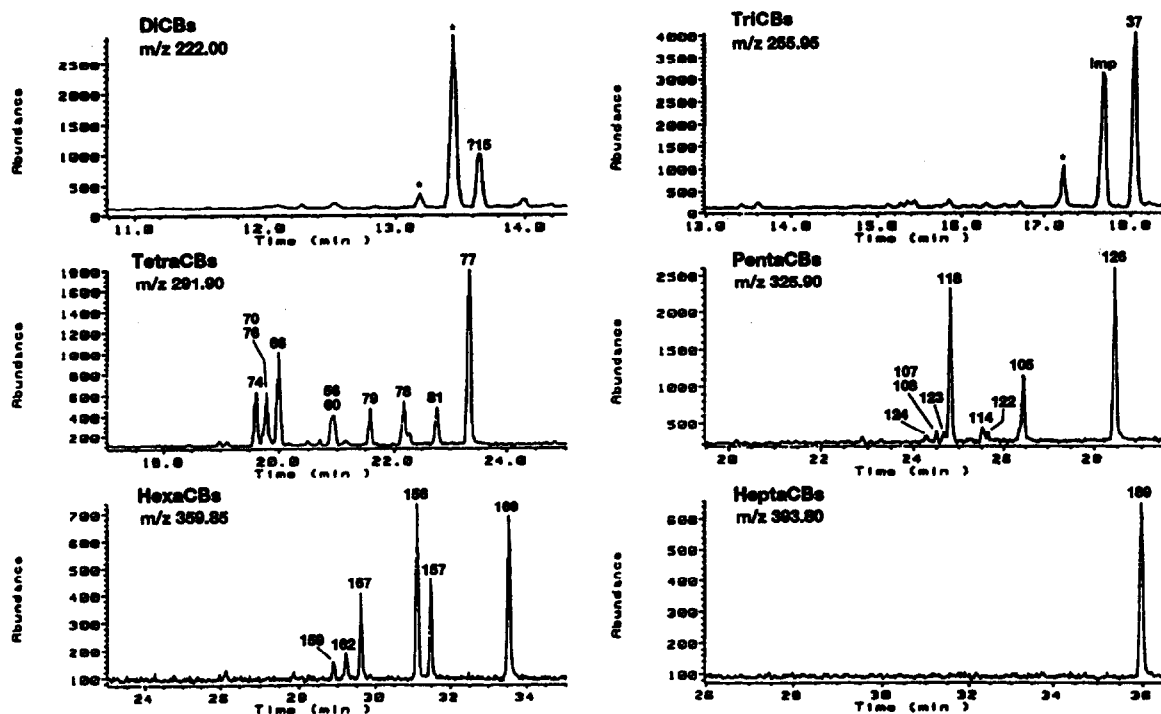 DiCBs
m/z 222.00
*
*
?15
Abundance
2500
2000
1500
1000
500
0
11.0 12.0 13.0 14.0
Time (min )
TriCBs
m/z 255.95
37
Imp
*
Abundance
4000
3500
3000
2500
2000
1500
1000
500
0
13.0 14.0 15.0 16.0 17.0 18.0
Time (min )
TetraCBs
m/z 291.90
77
70
76
66
74
56
60
79
78
81
Abundance
1800
1600
1400
1200
1000
800
600
400
200
18.0 20.0 22.0 24.0
Time (min )
PentaCBs
m/z 325.90
118
126
107
108
123
105
124
114
122
Abundance
2500
2000
1500
1000
500
0
20 22 24 26 28
Time (min )
HexaCBs
m/z 359.85
156
169
167
157
159
162
Abundance
700
600
500
400
300
200
100
24 26 28 30 32 34
Time (min )
HeptaCBs
m/z 393.80
189
Abundance
600
500
400
300
200
100
26 28 30 32 34 36
Time (min )